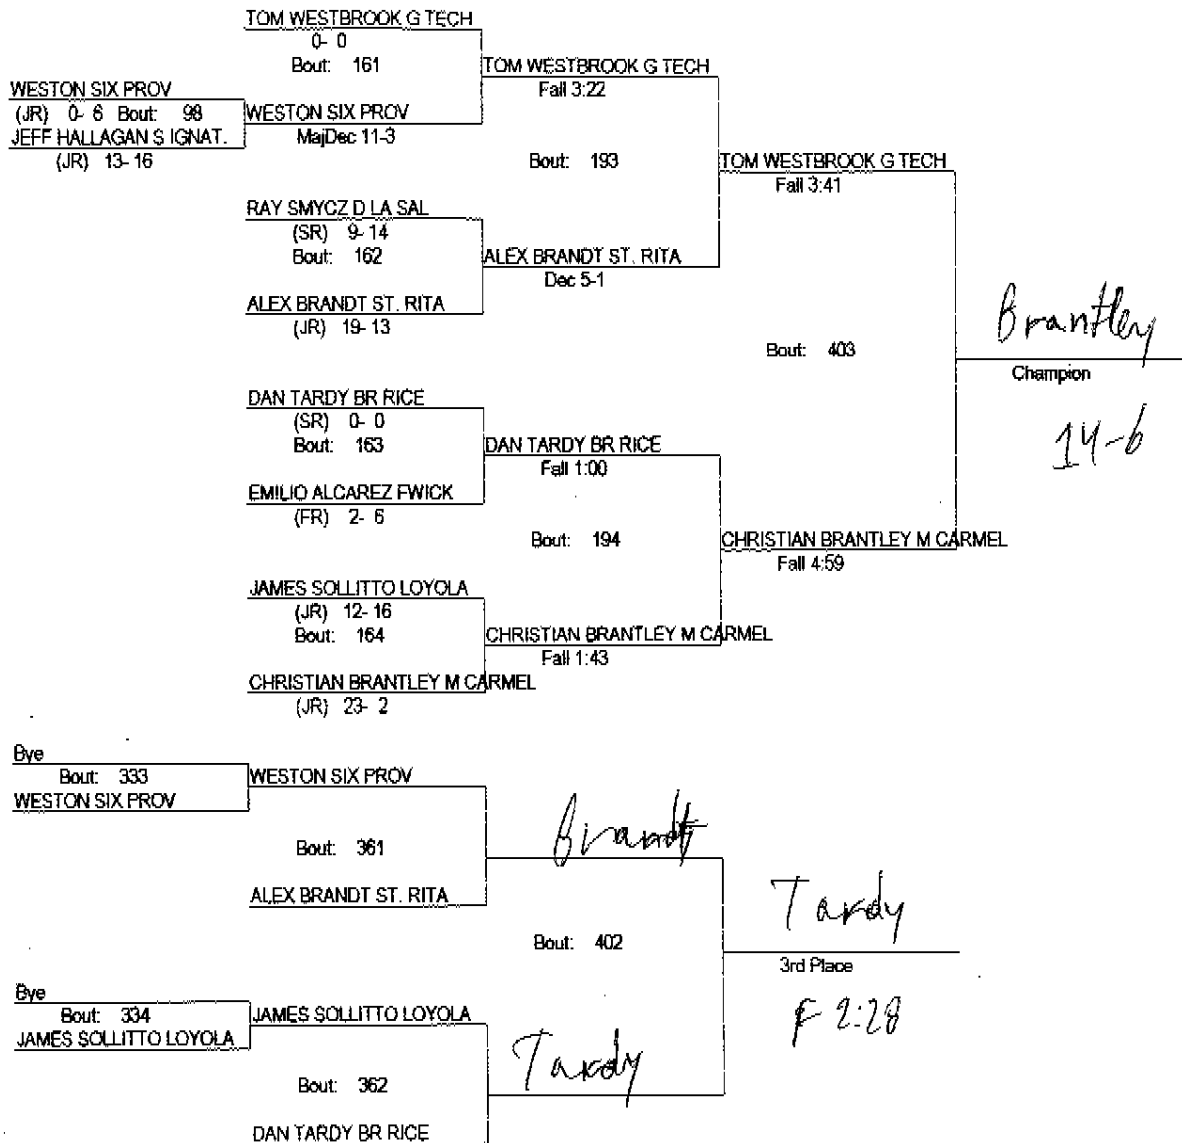 TOM WESTBROOK G TECH
0- 0
Bout: 161
TOM WESTBROOK G TECH
Fall 3:22
WESTON SIX PROV
(JR) 0- 6 Bout: 98
WESTON SIX PROV
MajDec 11-3
JEFF HALLAGAN S IGNAT.
(JR) 13- 16
Bout: 193
TOM WESTBROOK G TECH
Fall 3:41
RAY SMYCZ D LA SAL
(SR) 9- 14
Bout: 162
ALEX BRANDT ST. RITA
Dec 5-1
ALEX BRANDT ST. RITA
(JR) 19- 13
Bout: 403
Brantley
Champion
14-6
DAN TARDY BR RICE
(SR) 0- 0
Bout: 163
DAN TARDY BR RICE
Fall 1:00
EMILIO ALCAREZ FWICK
(FR) 2- 6
Bout: 194
CHRISTIAN BRANTLEY M CARMEL
Fall 4:59
JAMES SOLLITTO LOYOLA
(JR) 12- 16
Bout: 164
CHRISTIAN BRANTLEY M CARMEL
Fall 1:43
CHRISTIAN BRANTLEY M CARMEL
(JR) 23- 2
Bye
Bout: 333
WESTON SIX PROV
WESTON SIX PROV
Bout: 361
Brandt
ALEX BRANDT ST. RITA
Bout: 402
Tardy
3rd Place
F 2:28
Bye
Bout: 334
JAMES SOLLITTO LOYOLA
JAMES SOLLITTO LOYOLA
Bout: 362
Tardy
DAN TARDY BR RICE